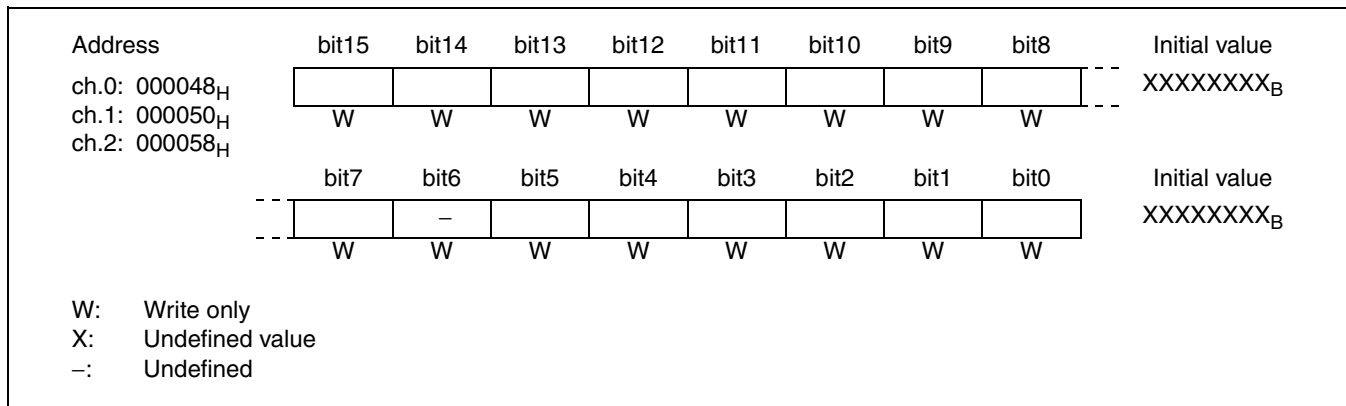 Address bit15 bit14 bit13 bit12 bit11 bit10 bit9 bit8 Initial value
ch.0: 000048H XXXXXXXXB
ch.1: 000050H W W W W W W W W
ch.2: 000058H
bit7 bit6 bit5 bit4 bit3 bit2 bit1 bit0 Initial value
– XXXXXXXXB
W W W W W W W W
W: Write only
X: Undefined value
–: Undefined